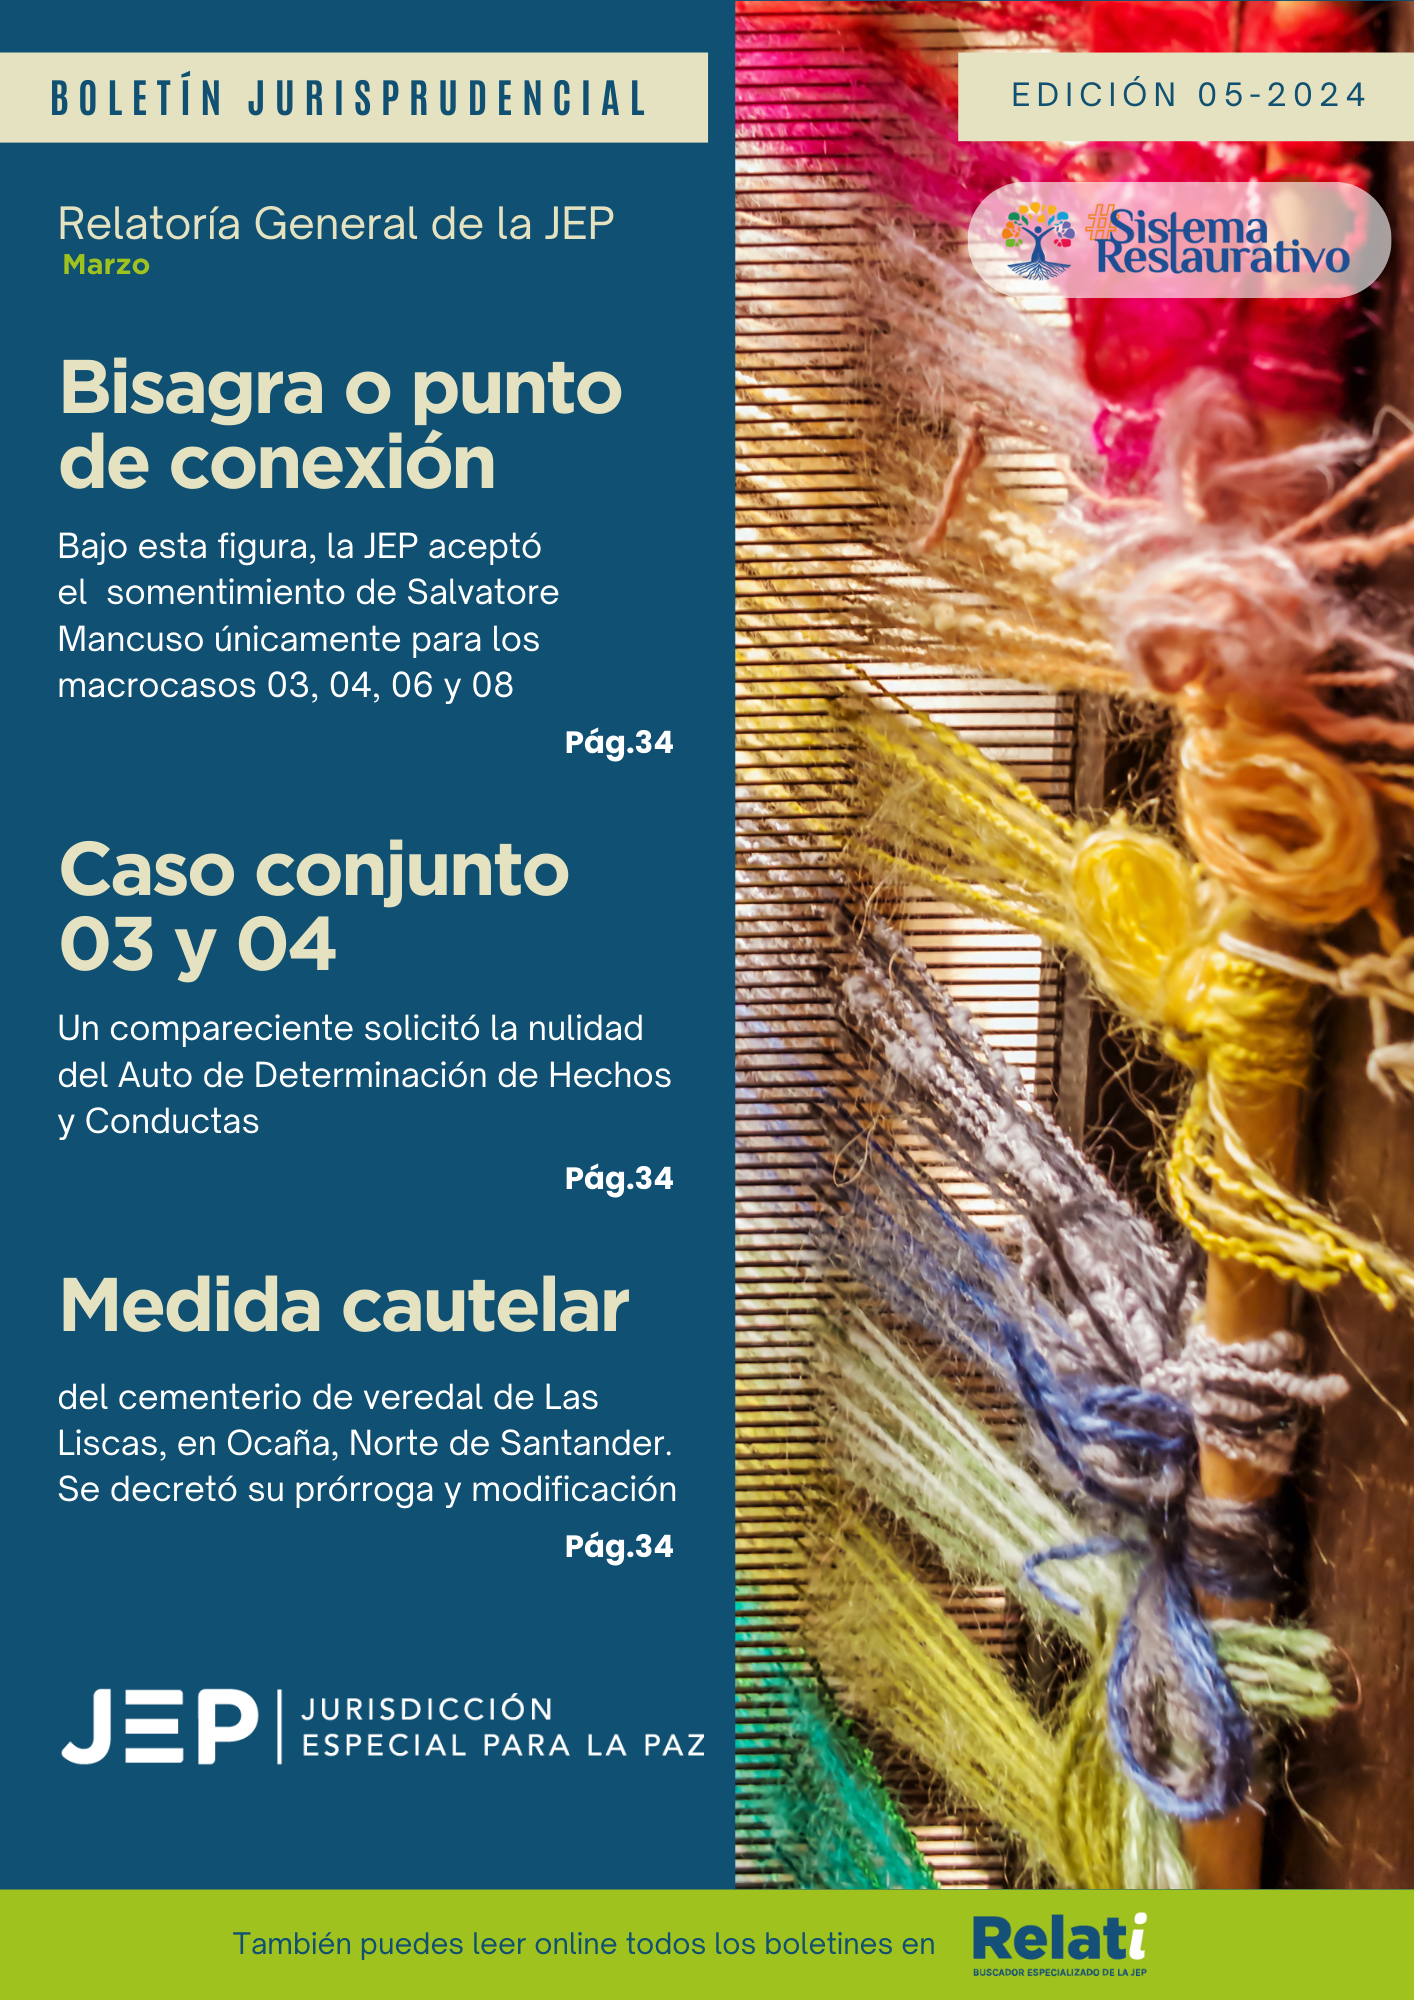 BOLETÍN JURISPRUDENCIAL
EDICIÓN 05-2024
#Sistema
Restaurativo
Relatoría General de la JEP
Marzo
Bisagra o punto
de conexión
Bajo esta figura, la JEP aceptó
el somentimiento de Salvatore
Mancuso únicamente para los
macrocasos 03, 04, 06 y 08
Pág.34
Caso conjunto
03 y 04
Un compareciente solicitó la nulidad
del Auto de Determinación de Hechos
y Conductas
Pág.34
Medida cautelar
del cementerio de veredal de Las
Liscas, en Ocaña, Norte de Santander.
Se decretó su prórroga y modificación
Pág.34
JEP JURISDICCIÓN
ESPECIAL PARA LA PAZ
También puedes leer online todos los boletines en
Relati
BUSCADOR ESPECIALIZADO DE LA JEP